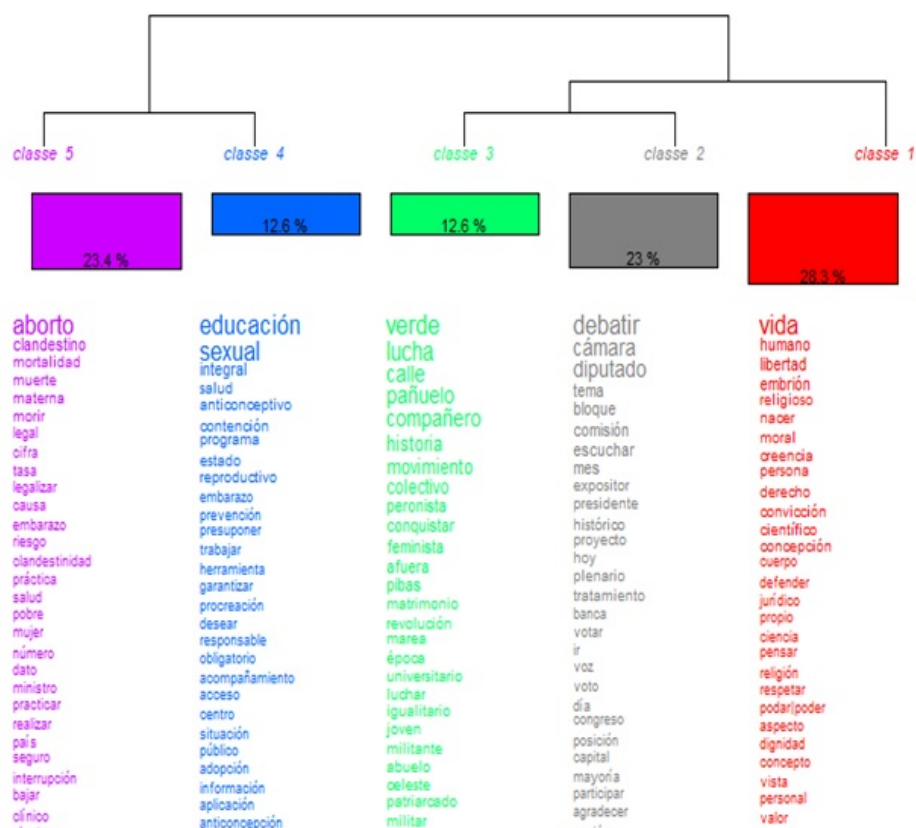 classe 5
classe 4
classe 3
classe 2
classe 1
23.4 %
12.6 %
12.6 %
23 %
28.3 %
aborto
clandestino
mortalidad
muerte
materna
morir
legal
cifra
tasa
legalizar
causa
embarazo
riesgo
clandestinidad
práctica
salud
pobre
mujer
número
dato
ministro
practicar
realizar
país
seguro
interrupción
bajar
clínico
educación
sexual
integral
salud
anticonceptivo
contención
programa
estado
reproductivo
embarazo
prevención
presuponer
trabajar
herramienta
garantizar
procreación
desear
responsable
obligatorio
acompañamiento
acceso
centro
situación
público
adopción
información
aplicación
anticoncepción
verde
lucha
calle
pañuelo
compañero
historia
movimiento
colectivo
peronista
conquistar
feminista
afuera
pibas
matrimonio
revolución
marea
época
universitario
luchar
igualitario
joven
militante
abuelo
celeste
patriarcado
militar
debatir
cámara
diputado
tema
bloque
comisión
escuchar
mes
expositor
presidente
histórico
proyecto
hoy
plenario
tratamiento
banca
votar
ir
voz
voto
día
congreso
posición
capital
mayoría
participar
agradecer
vida
humano
libertad
embrión
religioso
nacer
moral
creencia
persona
derecho
convicción
científico
concepción
cuerpo
defender
jurídico
propio
ciencia
pensar
religión
respetar
podar|poder
aspecto
dignidad
concepto
vista
personal
valor